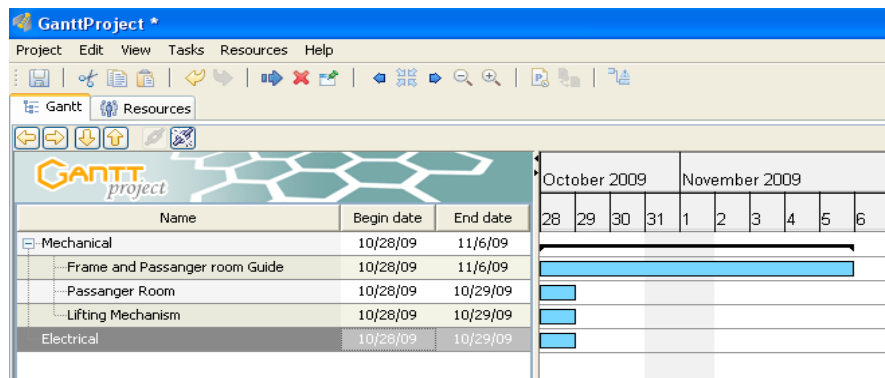 GanttProject *
Project Edit View Tasks Resources Help
Gantt Resources
GANTT
project
October 2009 November 2009
Name Begin date End date 28 29 30 31 1 2 3 4 5 6
Mechanical 10/28/09 11/6/09
Frame and Passanger room Guide 10/28/09 11/6/09
Passanger Room 10/28/09 10/29/09
Lifting Mechanism 10/28/09 10/29/09
Electrical 10/28/09 10/29/09